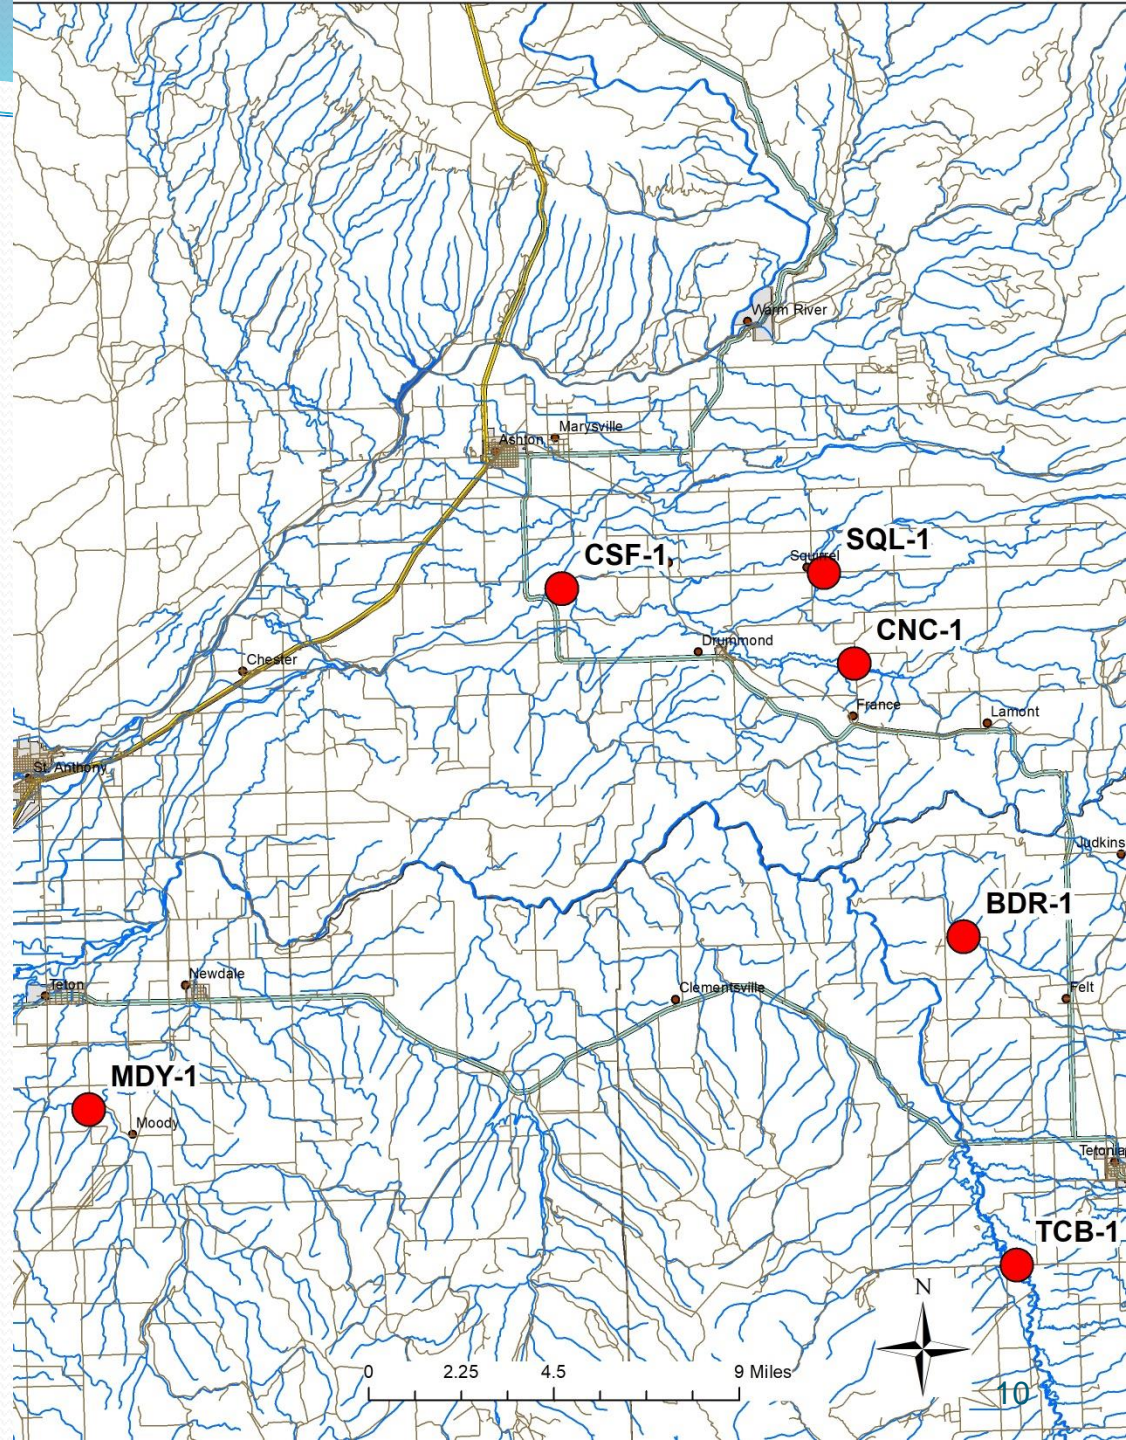 Warm River
Marysville
Ashton
SQL-1
CSF-1
Squirrel
CNC-1
Drummond
Chester
France
Lamont
St. Anthony
Judkins
BDR-1
Newdale
Teton
Clementsville
Felt
MDY-1
Moody
Tetonia
TCB-1
N
0 2.25 4.5 9 Miles
10